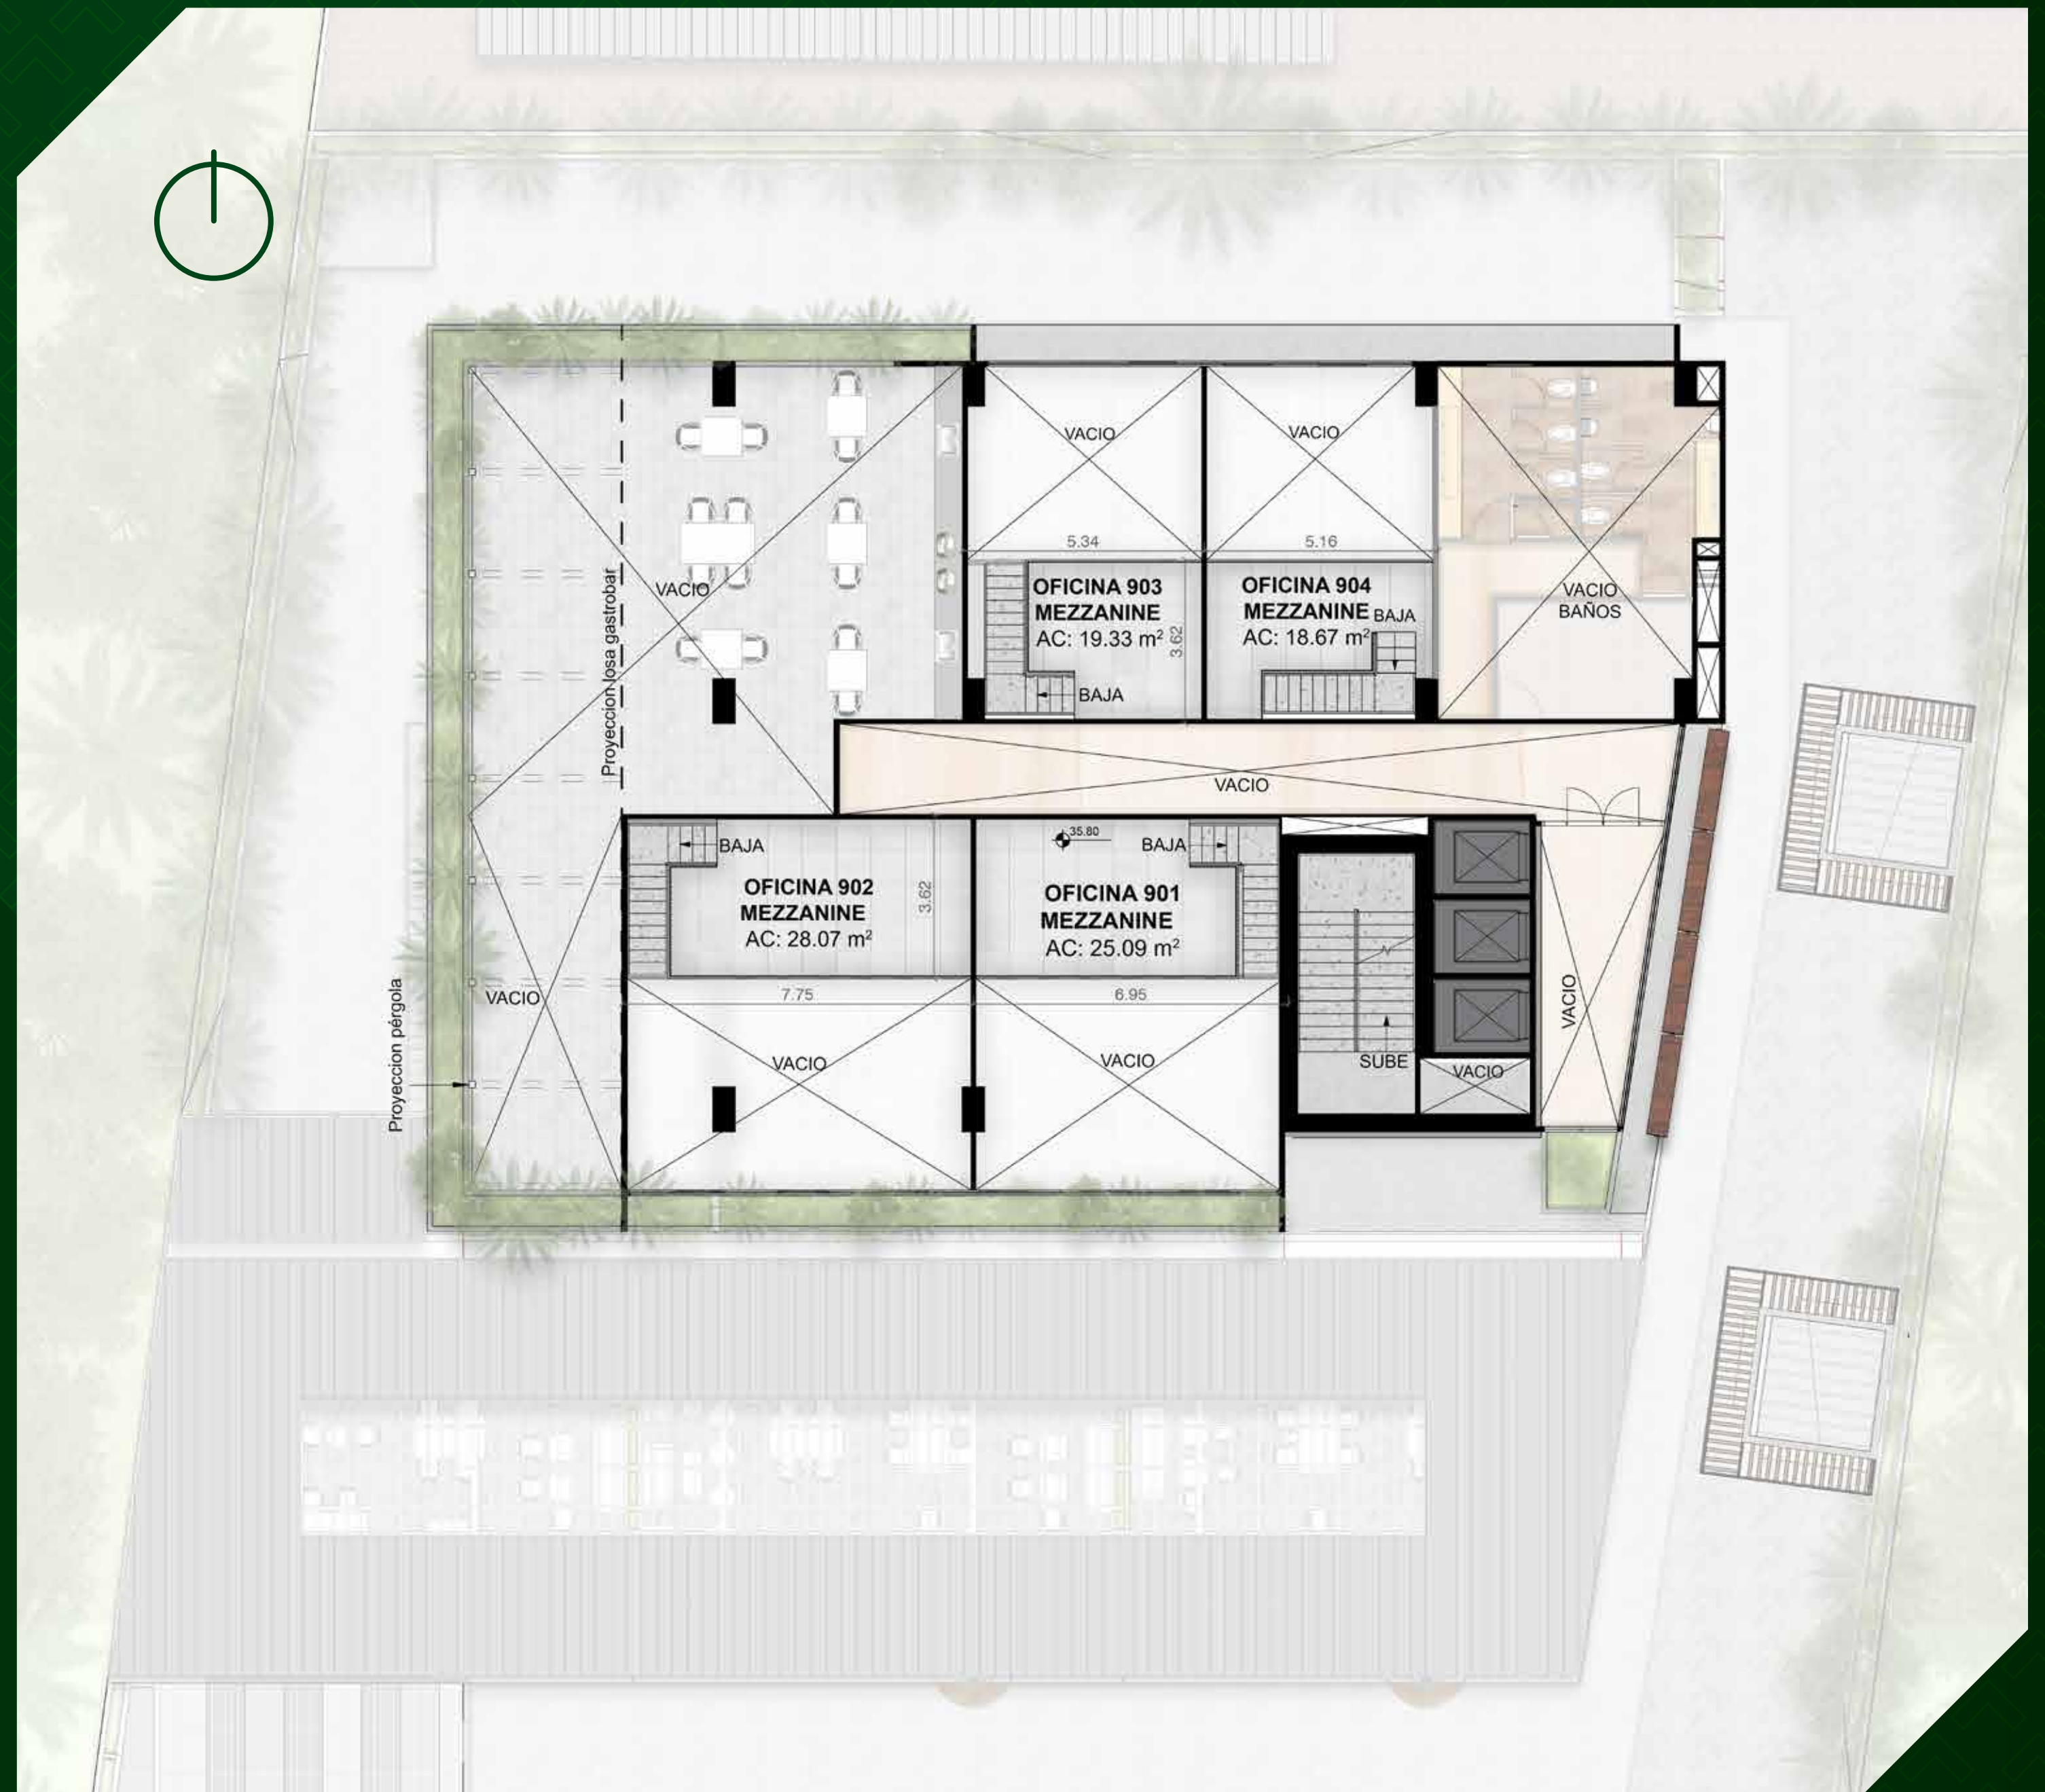 VACIO
VACIO
5.34
5.16
OFICINA 903
MEZZANINE
AC: 19.33 m²
3.62
BAJA
OFICINA 904
MEZZANINE
AC: 18.67 m²
BAJA
VACIO
BAÑOS
VACIO
Proyeccion losa gastrobar
VACIO
BAJA
OFICINA 902
MEZZANINE
AC: 28.07 m²
3.62
35.80
BAJA
OFICINA 901
MEZZANINE
AC: 25.09 m²
7.75
6.95
VACIO
Proyeccion pérgola
VACIO
VACIO
SUBE
VACIO
VACIO